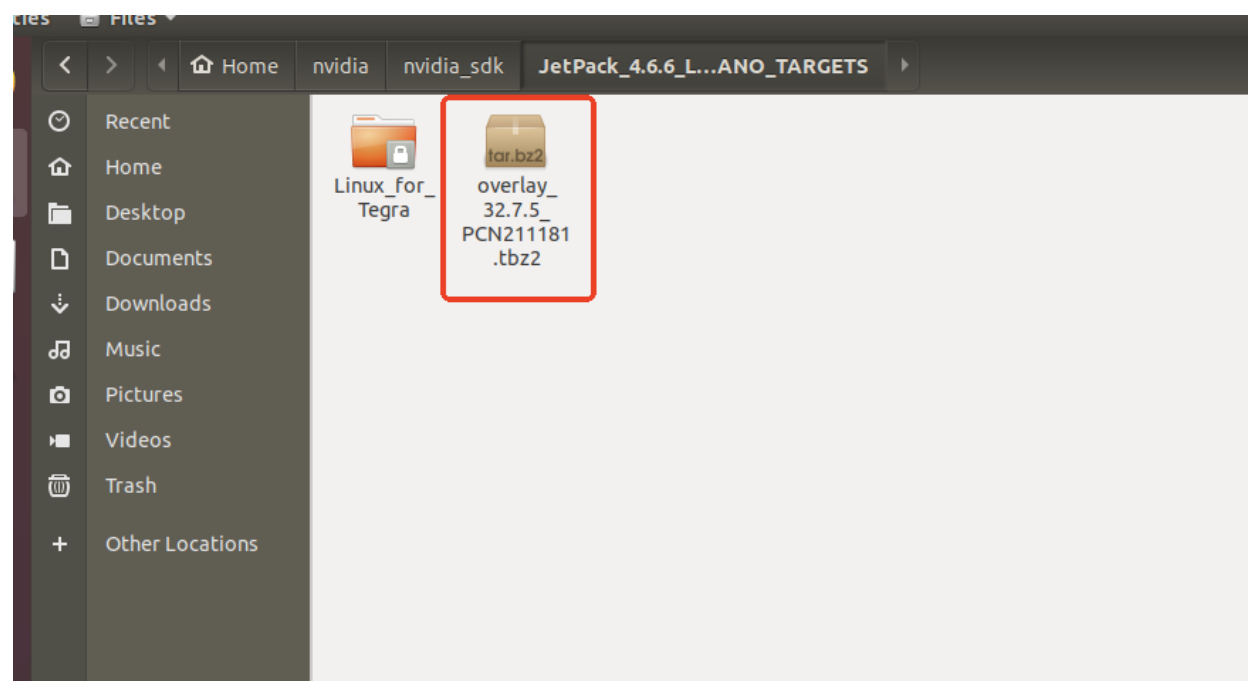 Files
Home nvidia nvidia_sdk JetPack_4.6.6_L...ANO_TARGETS
Recent
Home
Desktop
Documents
Downloads
Music
Pictures
Videos
Trash
Other Locations
Linux_for_
Tegra
tar.bz2
overlay_
32.7.5_
PCN211181
.tbz2